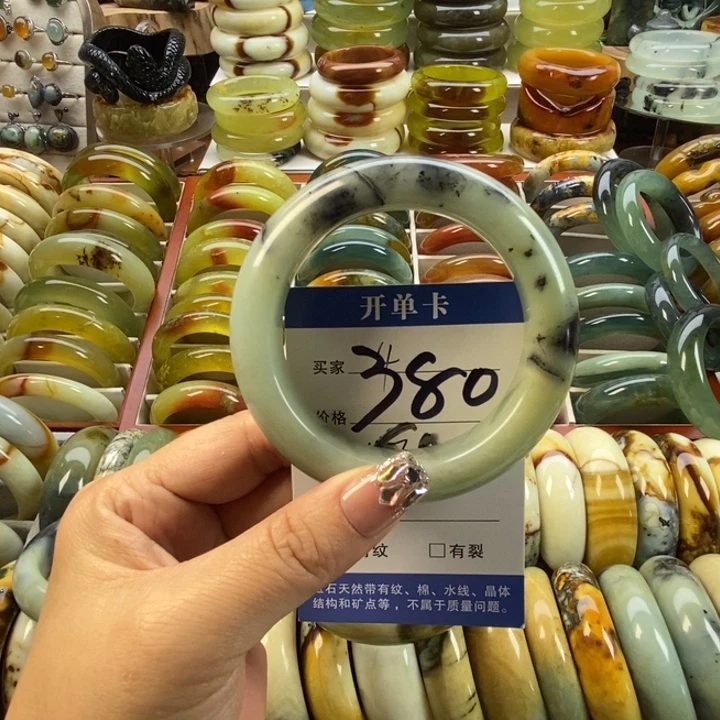 开单卡
买家
380
价格
纹 □有裂
石天然带有纹、棉、水线、晶体
结构和矿点等，不属于质量问题。